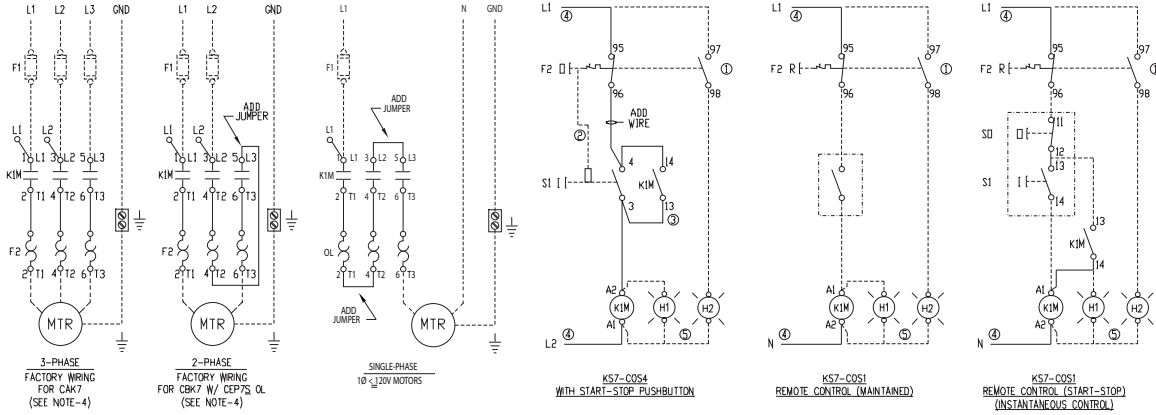 L1 L2 L3 GND
F1
L1
1 L1 3 L2 5 L3
K1M
2 T1 4 T2 6 T3
F2
2 T1 4 T2 6 T3
MTR
3-PHASE
FACTORY WIRING
FOR CAK7
(SEE NOTE-4)
L1 L2 GND
F1
ADD
JUMPER
L1 L2
1 L1 3 L2 5 L3
K1M
2 T1 4 T2 6 T3
F2
2 T1 4 T2 6 T3
MTR
2-PHASE
FACTORY WIRING
FOR CBK7 W/ CEP7S OL
(SEE NOTE-4)
L1 N GND
F1
ADD
JUMPER
L1
1 L1 3 L2 5 L3
K1M
2 T1 4 T2 6 T3
OL
2 T1 4 T2 6 T3
ADD
JUMPER
MTR
SINGLE-PHASE
1Ø ≤ 120V MOTORS
L1
④
95 97
F2 ①
96 98
ADD
WIRE
②
4 14
S1 K1M
3 13
③
A2
K1M H1 H2
A1
④ ⑤
L2
KS7-COS4
WITH START-STOP PUSHBUTTON
L1
④
95 97
F2 R ①
96 98
A1
K1M H1 H2
A2
④ ⑤
N
KS7-COS1
REMOTE CONTROL (MAINTAINED)
L1
④
95 97
F2 R ①
96 98
11
S0
12
13
S1
14
13
K1M
14
A1
K1M H1 H2
A2
④ ⑤
N
KS7-COS1
REMOTE CONTROL (START-STOP)
(INSTANTANEOUS CONTROL)